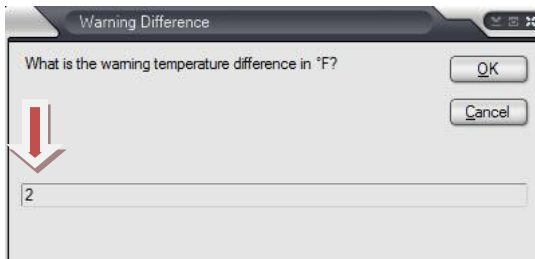 Warning Difference
What is the warning temperature difference in °F?
OK
Cancel
2